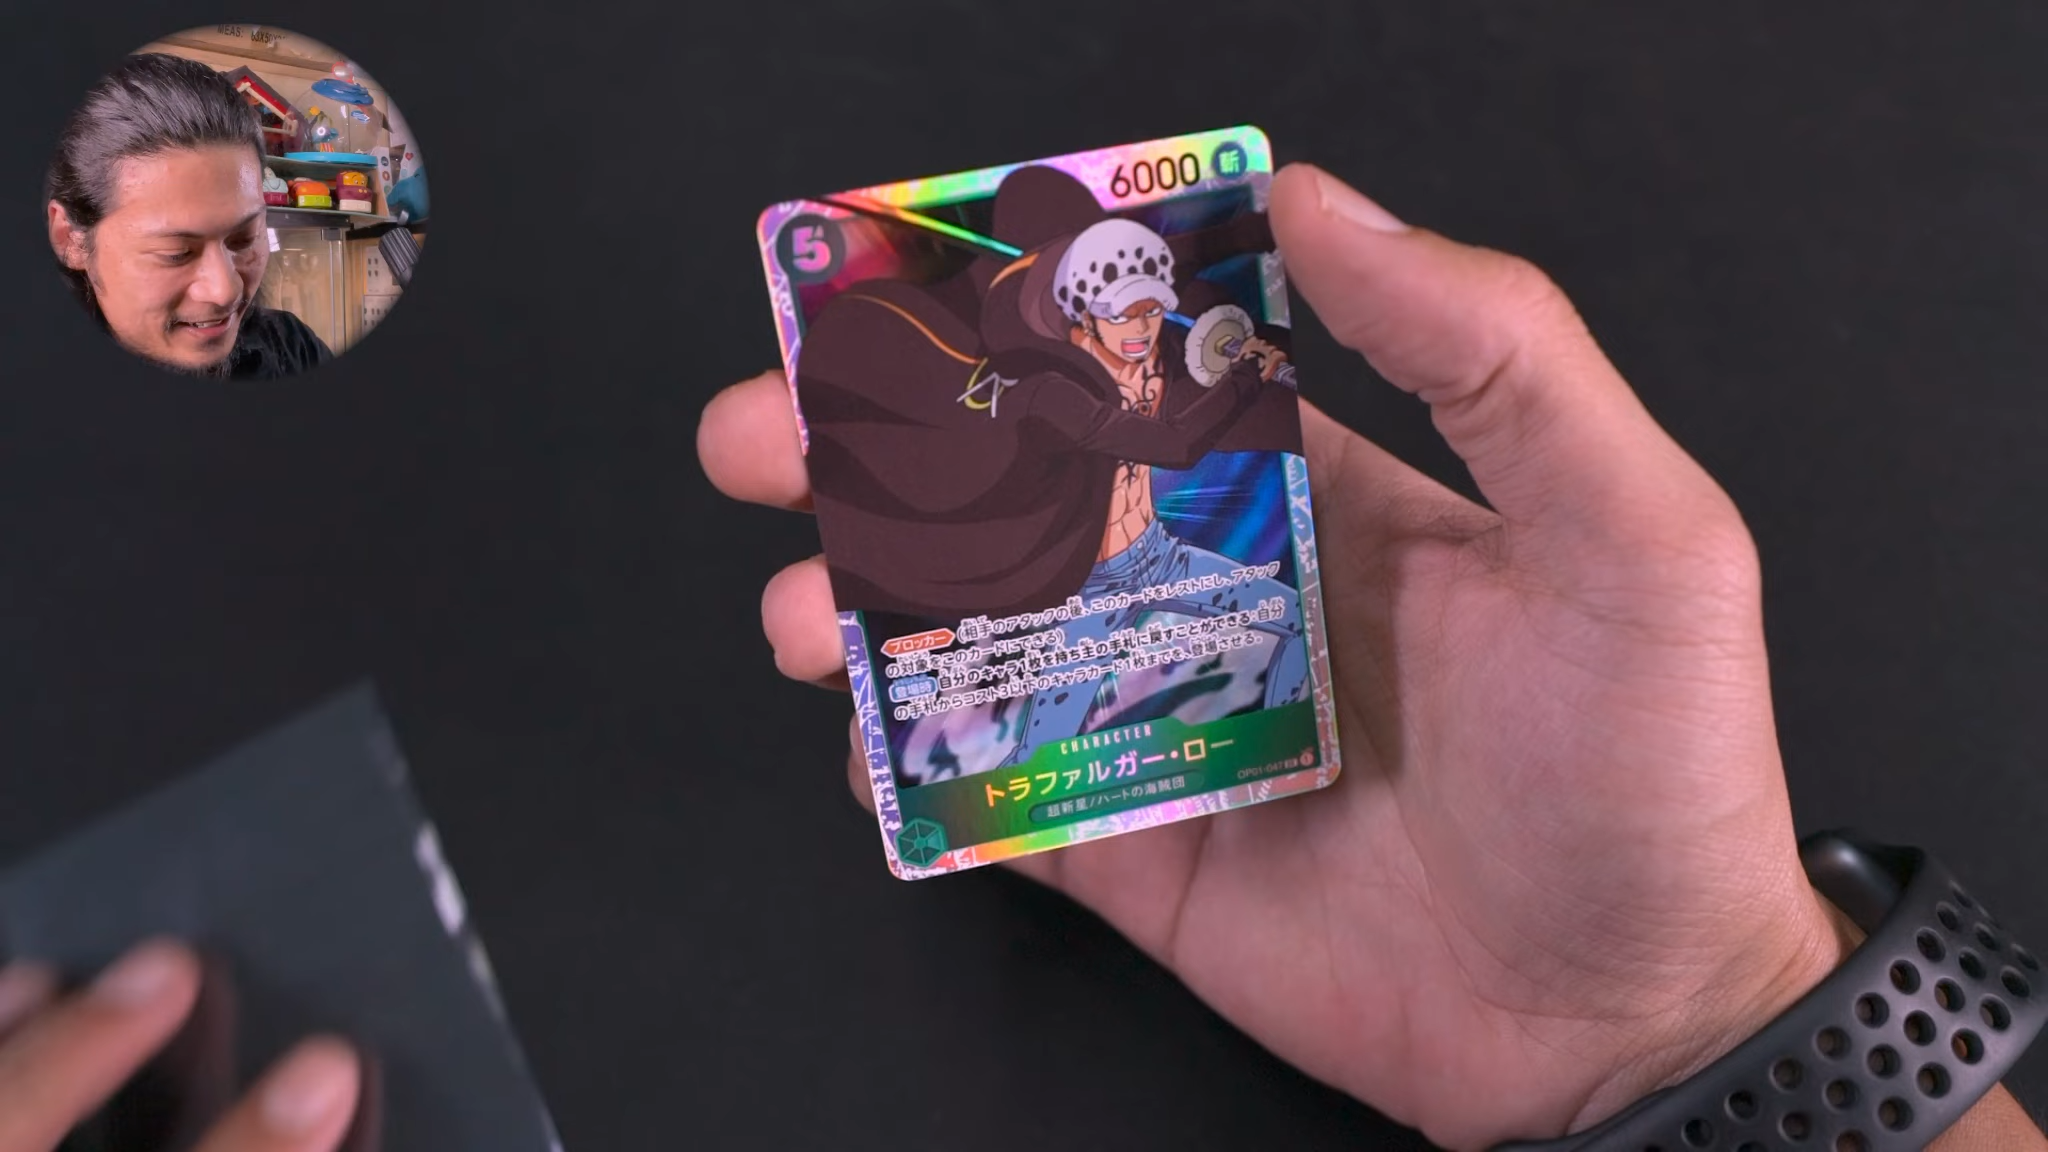 MEAS: 60X50X
6000 斬
5
ブロッカー (相手のアタックの後、このカードをレストにし、アタック
の対象をこのカードにできる)
登場時 自分のキャラ1枚を持ち主の手札に戻すことができる:自分
の手札からコスト3以下のキャラカード1枚までを、登場させる。
CHARACTER
トラファルガー・ロー
超新星/ハートの海賊団
OP01-047
1